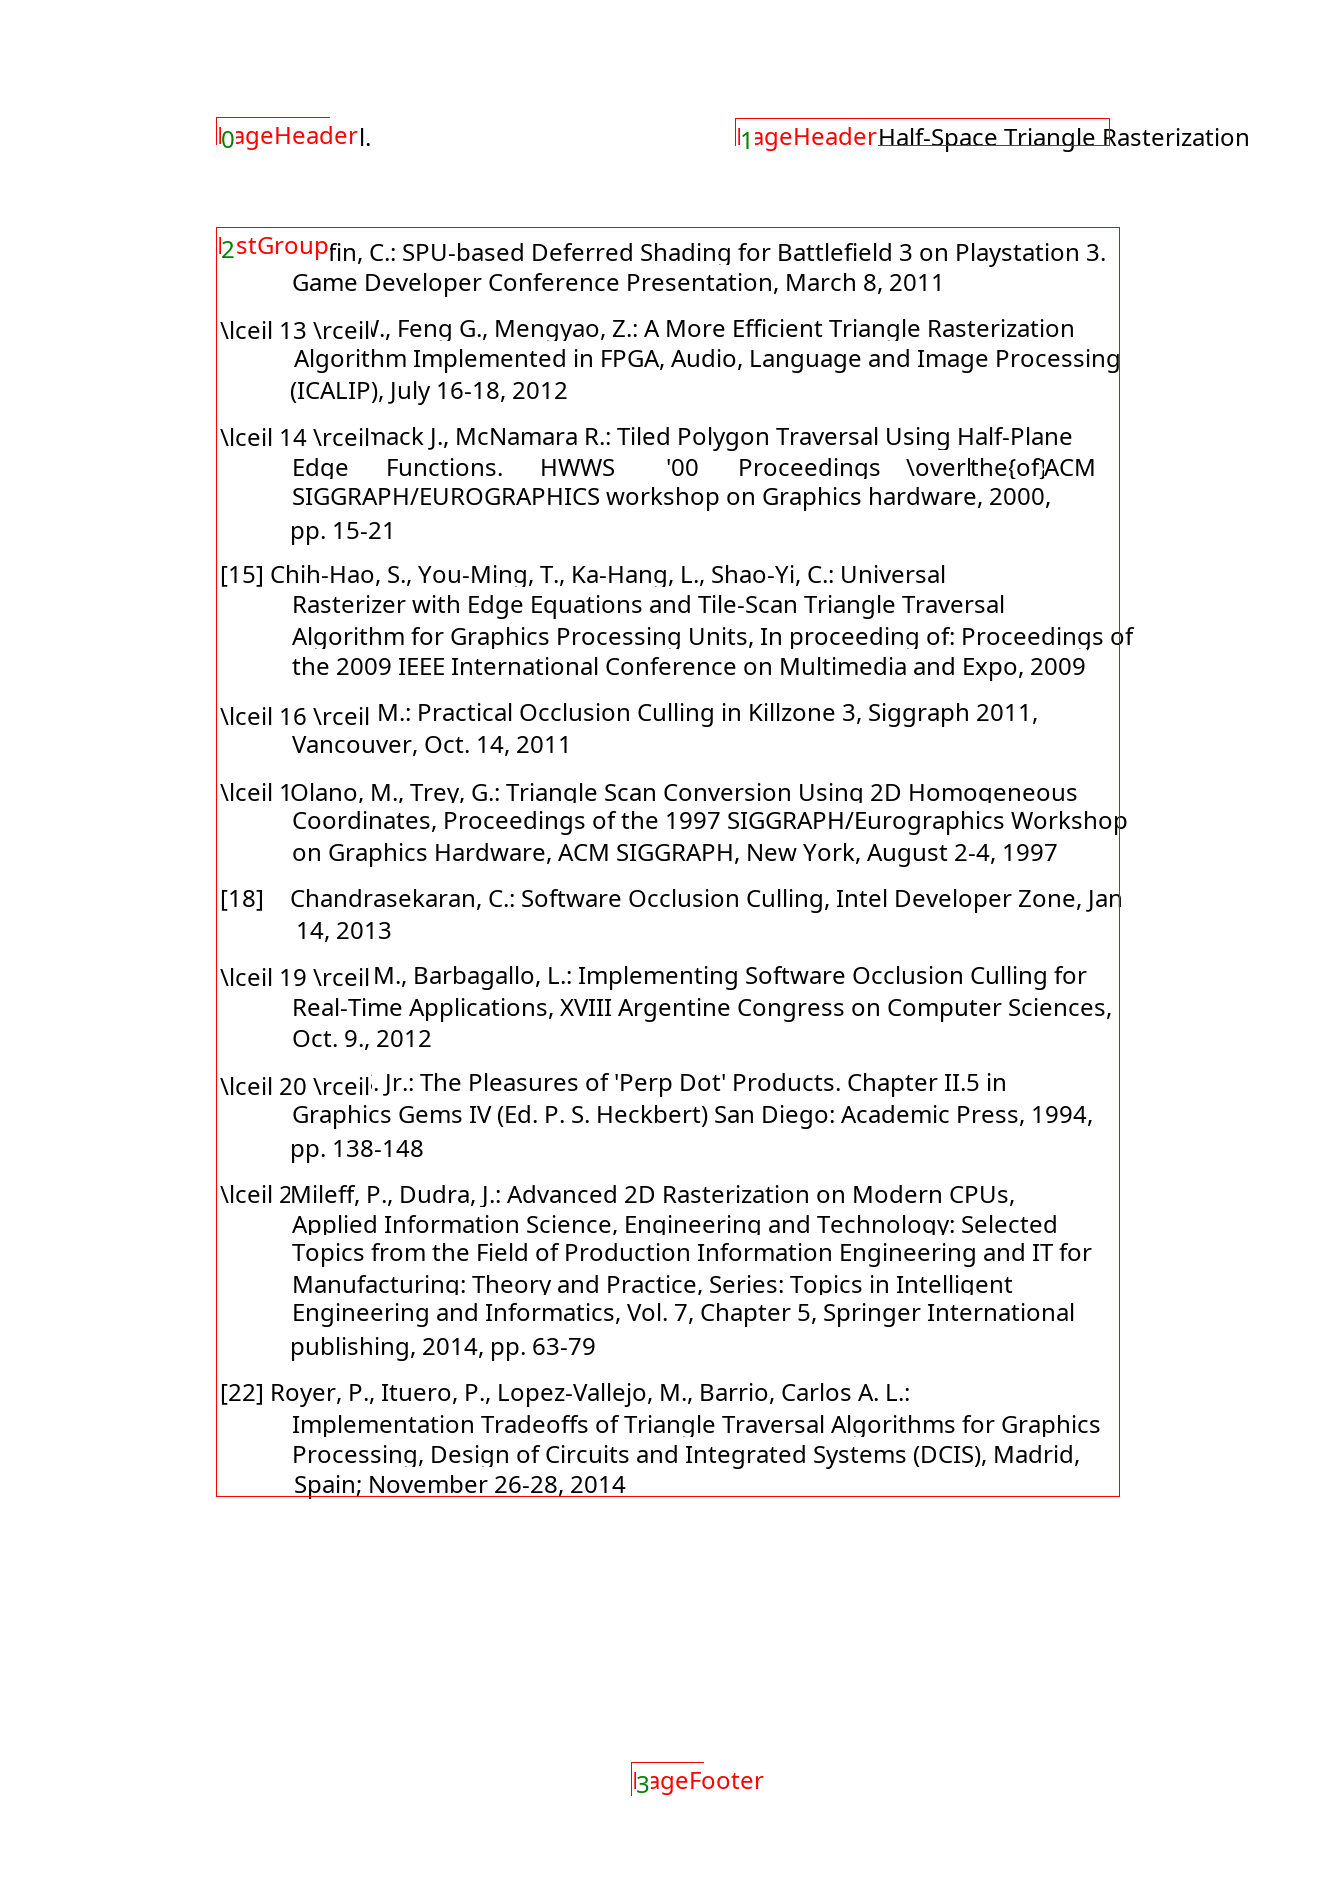 0ageHeader l.
1ageHeader Half-Space Triangle Rasterization
2stGroup fin, C.: SPU-based Deferred Shading for Battlefield 3 on Playstation 3.
Game Developer Conference Presentation, March 8, 2011
\lceil 13 \rceil ., Feng G., Mengyao, Z.: A More Efficient Triangle Rasterization
Algorithm Implemented in FPGA, Audio, Language and Image Processing
(ICALIP), July 16-18, 2012
\lceil 14 \rceil mack J., McNamara R.: Tiled Polygon Traversal Using Half-Plane
Edge Functions. HWWS '00 Proceedings \over the{of} ACM
SIGGRAPH/EUROGRAPHICS workshop on Graphics hardware, 2000,
pp. 15-21
[15] Chih-Hao, S., You-Ming, T., Ka-Hang, L., Shao-Yi, C.: Universal
Rasterizer with Edge Equations and Tile-Scan Triangle Traversal
Algorithm for Graphics Processing Units, In proceeding of: Proceedings of
the 2009 IEEE International Conference on Multimedia and Expo, 2009
\lceil 16 \rceil M.: Practical Occlusion Culling in Killzone 3, Siggraph 2011,
Vancouver, Oct. 14, 2011
\lceil 1 Olano, M., Trey, G.: Triangle Scan Conversion Using 2D Homogeneous
Coordinates, Proceedings of the 1997 SIGGRAPH/Eurographics Workshop
on Graphics Hardware, ACM SIGGRAPH, New York, August 2-4, 1997
[18] Chandrasekaran, C.: Software Occlusion Culling, Intel Developer Zone, Jan
14, 2013
\lceil 19 \rceil M., Barbagallo, L.: Implementing Software Occlusion Culling for
Real-Time Applications, XVIII Argentine Congress on Computer Sciences,
Oct. 9., 2012
\lceil 20 \rceil . Jr.: The Pleasures of 'Perp Dot' Products. Chapter II.5 in
Graphics Gems IV (Ed. P. S. Heckbert) San Diego: Academic Press, 1994,
pp. 138-148
\lceil 2 Mileff, P., Dudra, J.: Advanced 2D Rasterization on Modern CPUs,
Applied Information Science, Engineering and Technology: Selected
Topics from the Field of Production Information Engineering and IT for
Manufacturing: Theory and Practice, Series: Topics in Intelligent
Engineering and Informatics, Vol. 7, Chapter 5, Springer International
publishing, 2014, pp. 63-79
[22] Royer, P., Ituero, P., Lopez-Vallejo, M., Barrio, Carlos A. L.:
Implementation Tradeoffs of Triangle Traversal Algorithms for Graphics
Processing, Design of Circuits and Integrated Systems (DCIS), Madrid,
Spain; November 26-28, 2014
3ageFooter